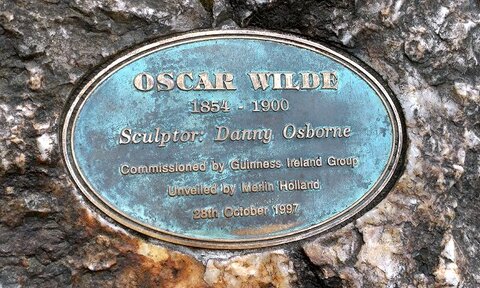 OSCAR WILDE
1854 - 1900
Sculptor: Danny Osborne
Commissioned by Guinness Ireland Group
Unveiled by Merlin Holland
28th October 1997